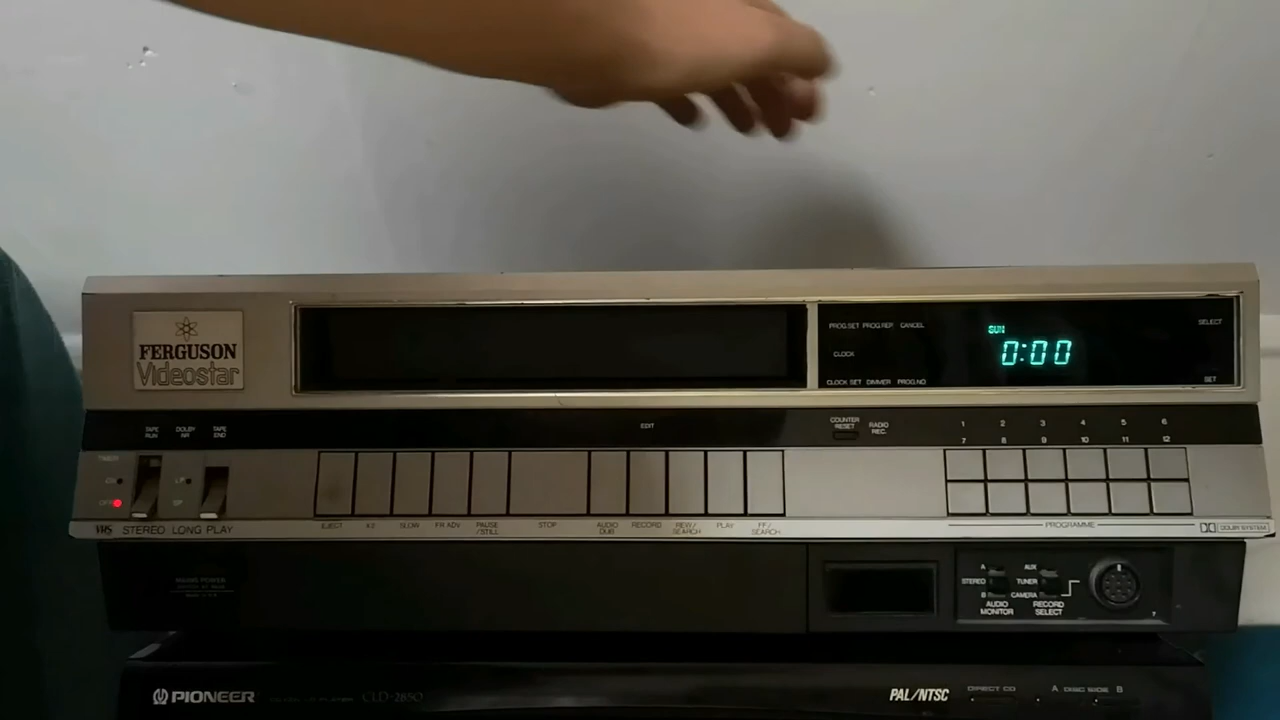 FERGUSON
Videostar
PROG.SET PROG.REP. CANCEL
CLOCK
CLOCK SET DIMMER PROG.NO
SUN
0:00
SELECT
SET
TAPE RUN
DOLBY NR
TAPE END
EDIT
COUNTER RESET
RADIO REC.
1 2 3 4 5 6
7 8 9 10 11 12
TIMER
ON
OFF
LP
SP
VHS STEREO LONG PLAY
EJECT X2 SLOW FR ADV PAUSE /STILL STOP AUDIO DUB RECORD REW/ SEARCH PLAY FF/ SEARCH
PROGRAMME
DOLBY SYSTEM
MAINS POWER
A
STEREO
B
AUDIO MONITOR
AUX
TUNER
CAMERA
RECORD SELECT
PIONEER CLD-2850
PAL/NTSC
DIRECT CD
A DISC SIDE B